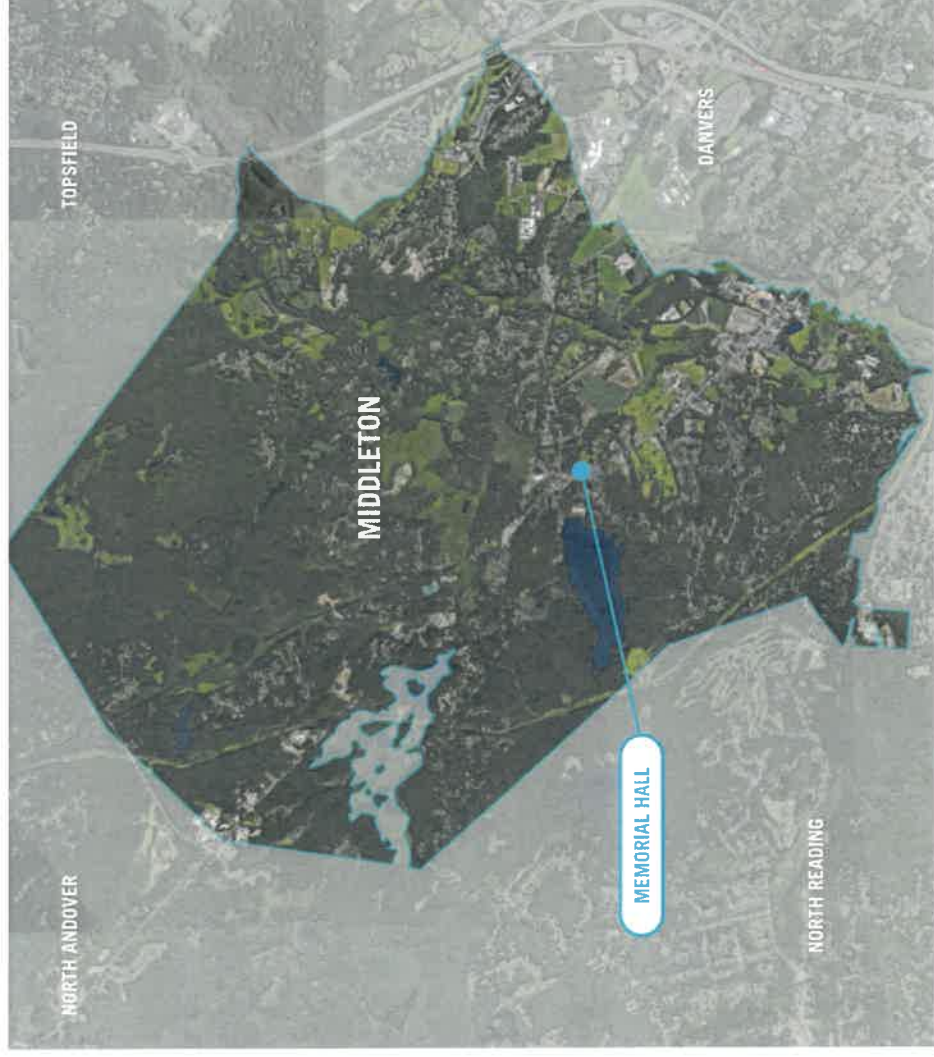 NORTH ANDOVER
TOPSFIELD
MIDDLETON
MEMORIAL HALL
DANVERS
NORTH READING